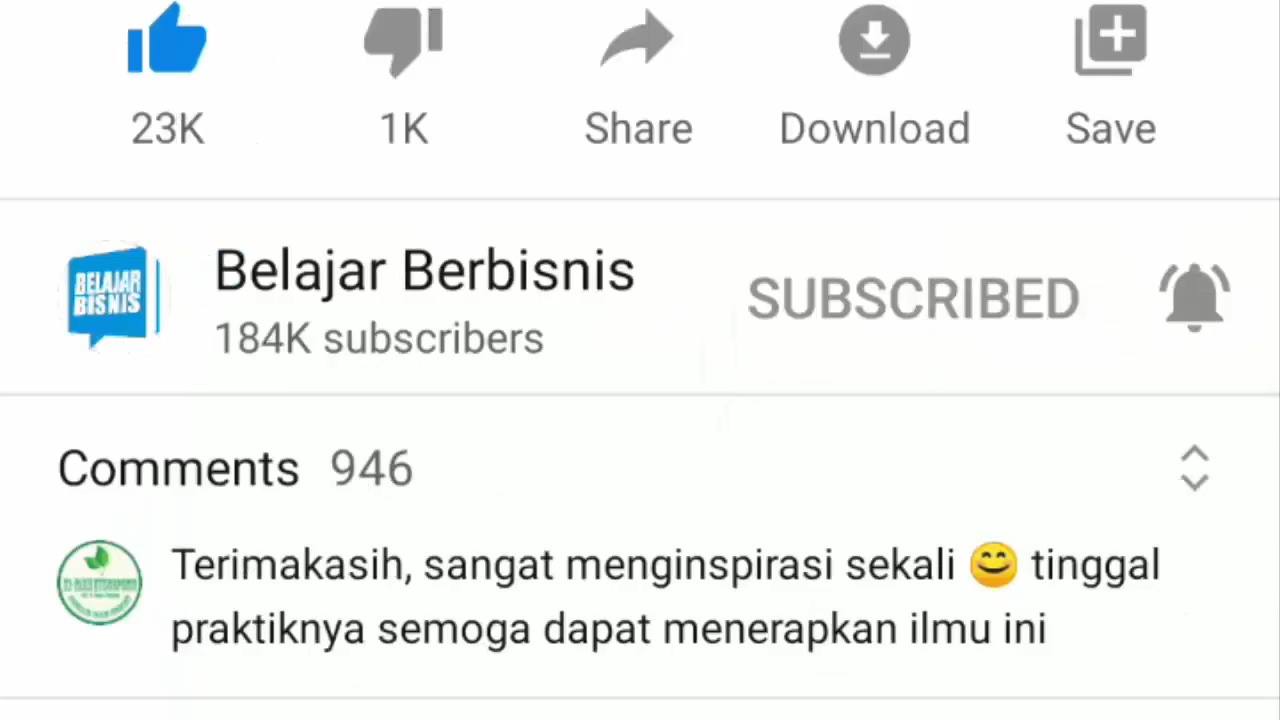 23K
1K
Share
Download
Save
BELAJAR
BISNIS
Belajar Berbisnis
184K subscribers
SUBSCRIBED
Comments 946
Terimakasih, sangat menginspirasi sekali 😊 tinggal
praktiknya semoga dapat menerapkan ilmu ini